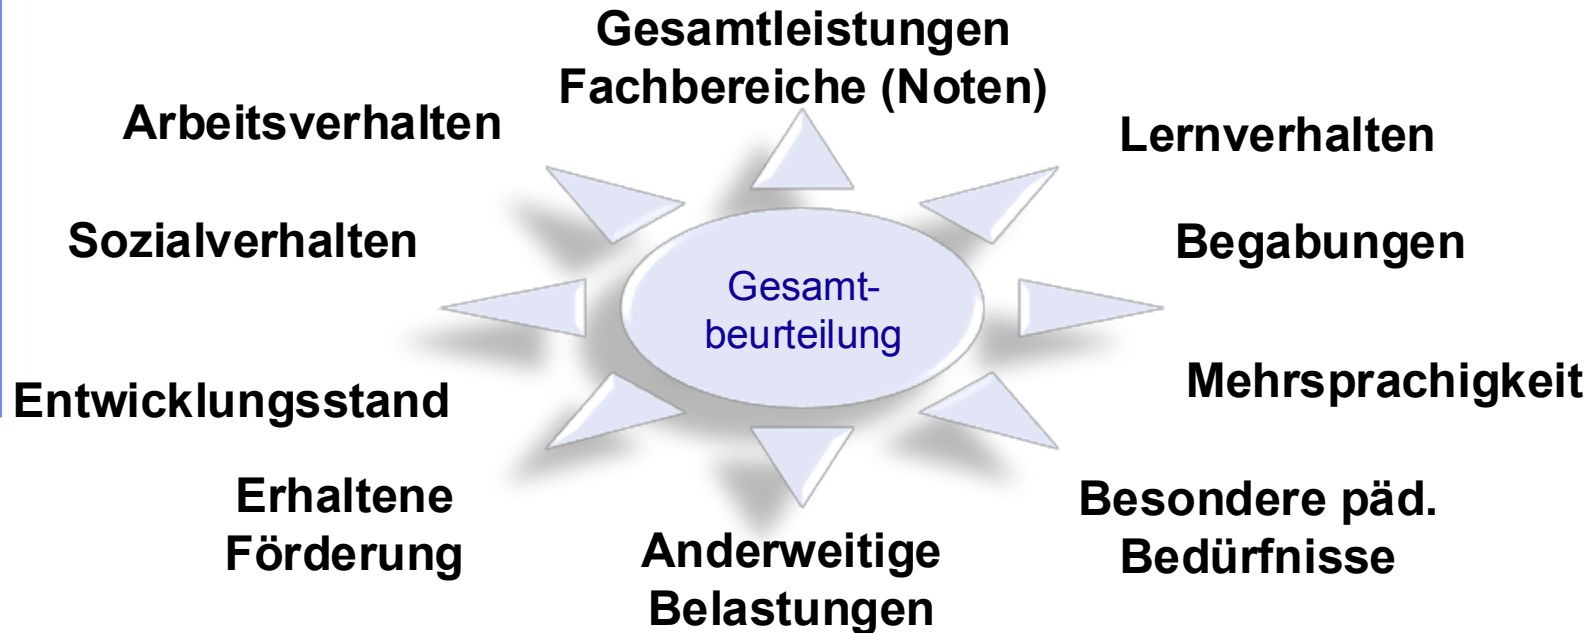 Gesamtleistungen
Fachbereiche (Noten)
Arbeitsverhalten
Lernverhalten
Sozialverhalten
Begabungen
Gesamt-
beurteilung
Mehrsprachigkeit
Entwicklungsstand
Erhaltene
Förderung
Besondere päd.
Bedürfnisse
Anderweitige
Belastungen